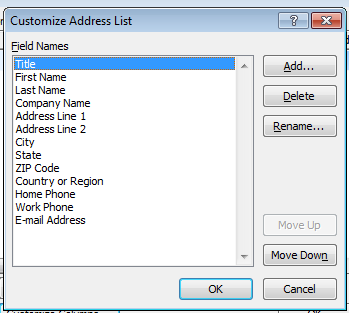 Customize Address List
Field Names
Title
First Name
Last Name
Company Name
Address Line 1
Address Line 2
City
State
ZIP Code
Country or Region
Home Phone
Work Phone
E-mail Address
Add...
Delete
Rename...
Move Up
Move Down
OK
Cancel
Customize Columns